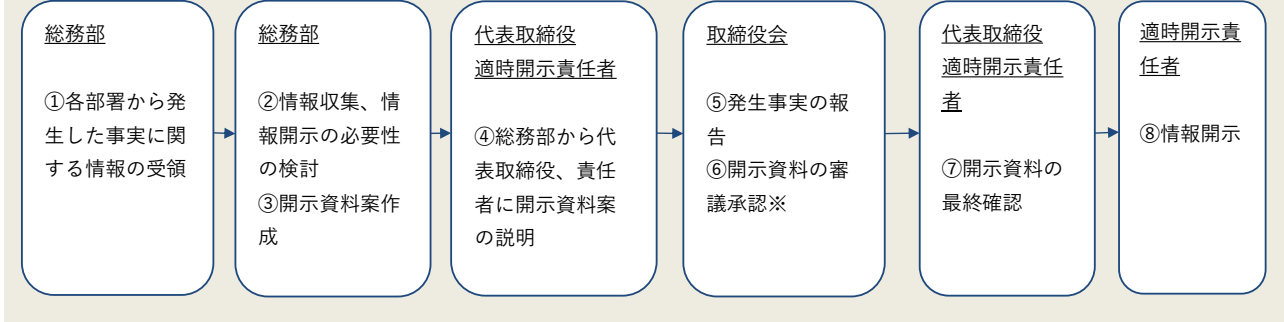 総務部
①各部署から発
生した事実に関
する情報の受領
総務部
②情報収集、情
報開示の必要性
の検討
③開示資料案作
成
代表取締役
適時開示責任者
④総務部から代
表取締役、責任
者に開示資料案
の説明
取締役会
⑤発生事実の報
告
⑥開示資料の審
議承認※
代表取締役
適時開示責任
者
⑦開示資料の
最終確認
適時開示責
任者
⑧情報開示